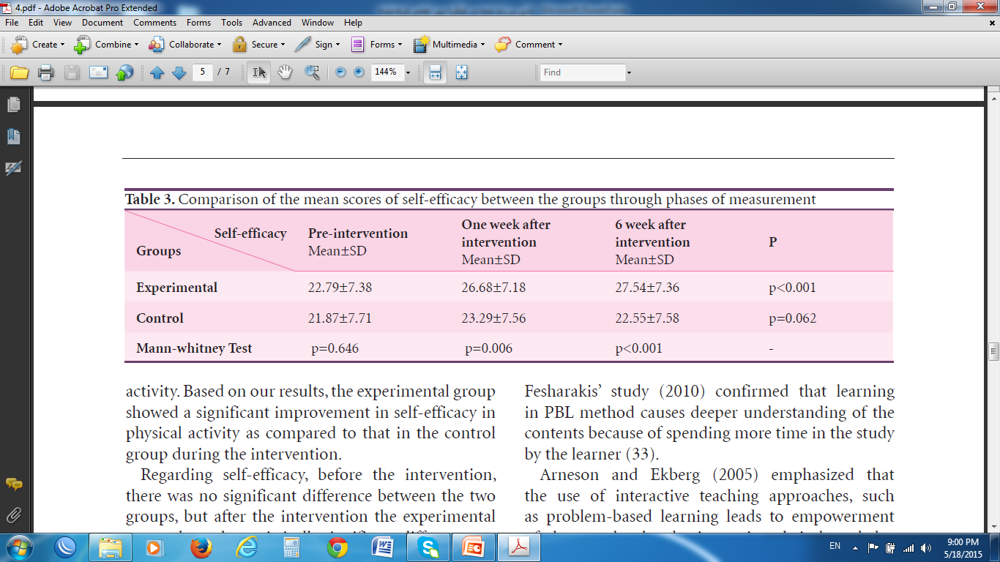 4.pdf - Adobe Acrobat Pro Extended
File Edit View Document Comments Forms Tools Advanced Window Help
Create Combine Collaborate Secure Sign Forms Multimedia Comment
5 / 7 144% Find
Table 3. Comparison of the mean scores of self-efficacy between the groups through phases of measurement
Self-efficacy
Groups
Pre-intervention
Mean±SD
One week after
intervention
Mean±SD
6 week after
intervention
Mean±SD
P
Experimental 22.79±7.38 26.68±7.18 27.54±7.36 p<0.001
Control 21.87±7.71 23.29±7.56 22.55±7.58 p=0.062
Mann-whitney Test p=0.646 p=0.006 p<0.001 -
activity. Based on our results, the experimental group
showed a significant improvement in self-efficacy in
physical activity as compared to that in the control
group during the intervention.
Regarding self-efficacy, before the intervention,
there was no significant difference between the two
groups, but after the intervention the experimental
Fesharakis’ study (2010) confirmed that learning
in PBL method causes deeper understanding of the
contents because of spending more time in the study
by the learner (33).
Arneson and Ekberg (2005) emphasized that
the use of interactive teaching approaches, such
as problem-based learning leads to empowerment
EN
9:00 PM
5/18/2015